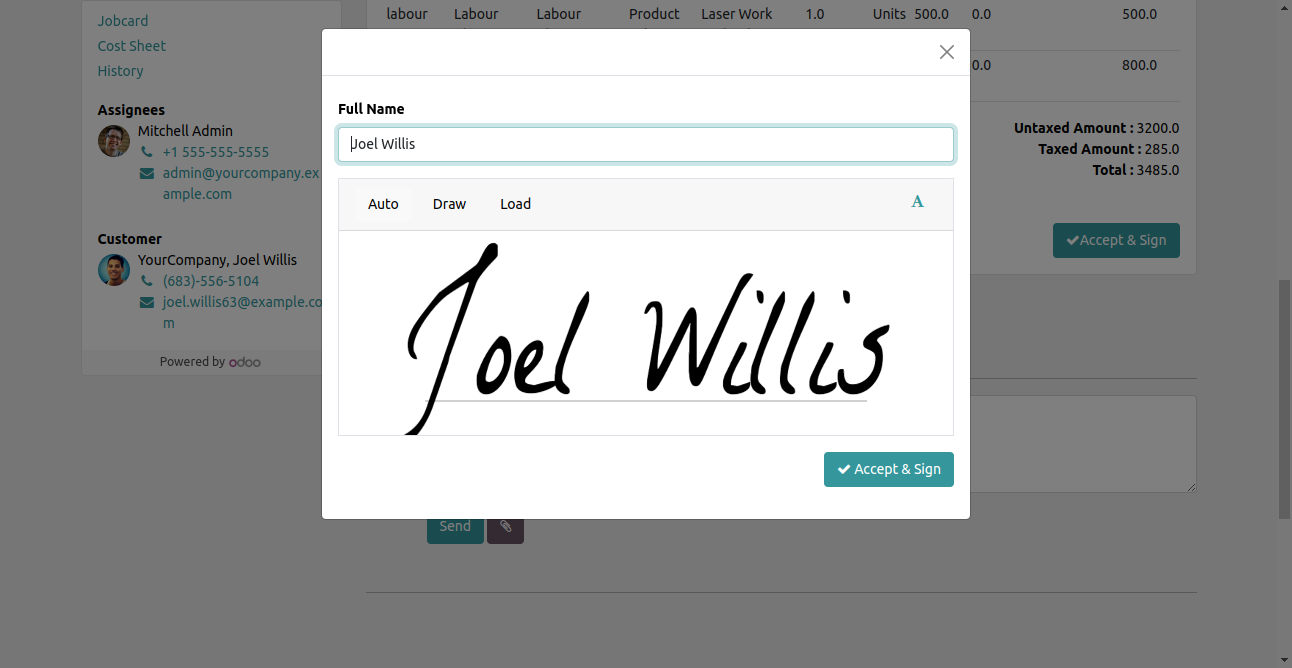 Jobcard
Cost Sheet
History
Assignees
Mitchell Admin
+1 555-555-5555
admin@yourcompany.ex
ample.com
Customer
YourCompany, Joel Willis
(683)-556-5104
joel.willis63@example.co
m
Powered by odoo
labour Labour Labour Product Laser Work 1.0 Units 500.0 0.0 500.0
0.0 800.0
Untaxed Amount : 3200.0
Taxed Amount : 285.0
Total : 3485.0
Accept & Sign
Full Name
Joel Willis
Auto Draw Load A
Joel Willis
Accept & Sign
Send